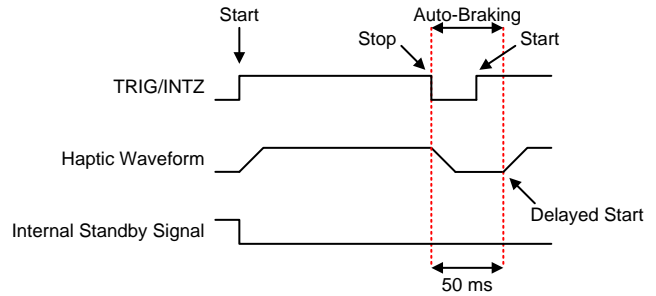 Start
Auto-Braking
Stop
Start
TRIG/INTZ
Haptic Waveform
Delayed Start
Internal Standby Signal
50 ms